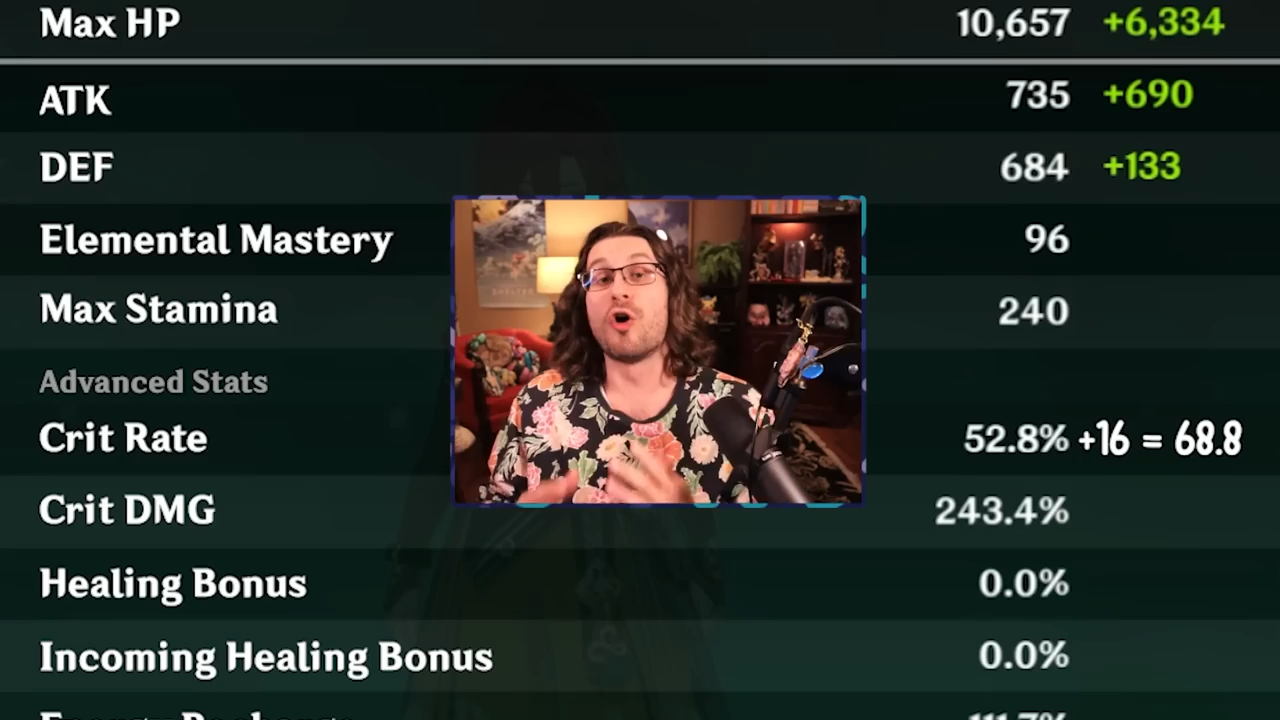 Max HP 10,657 +6,334
ATK 735 +690
DEF 684 +133
Elemental Mastery 96
Max Stamina 240
Advanced Stats
Crit Rate 52.8% +16 = 68.8
Crit DMG 243.4%
Healing Bonus 0.0%
Incoming Healing Bonus 0.0%